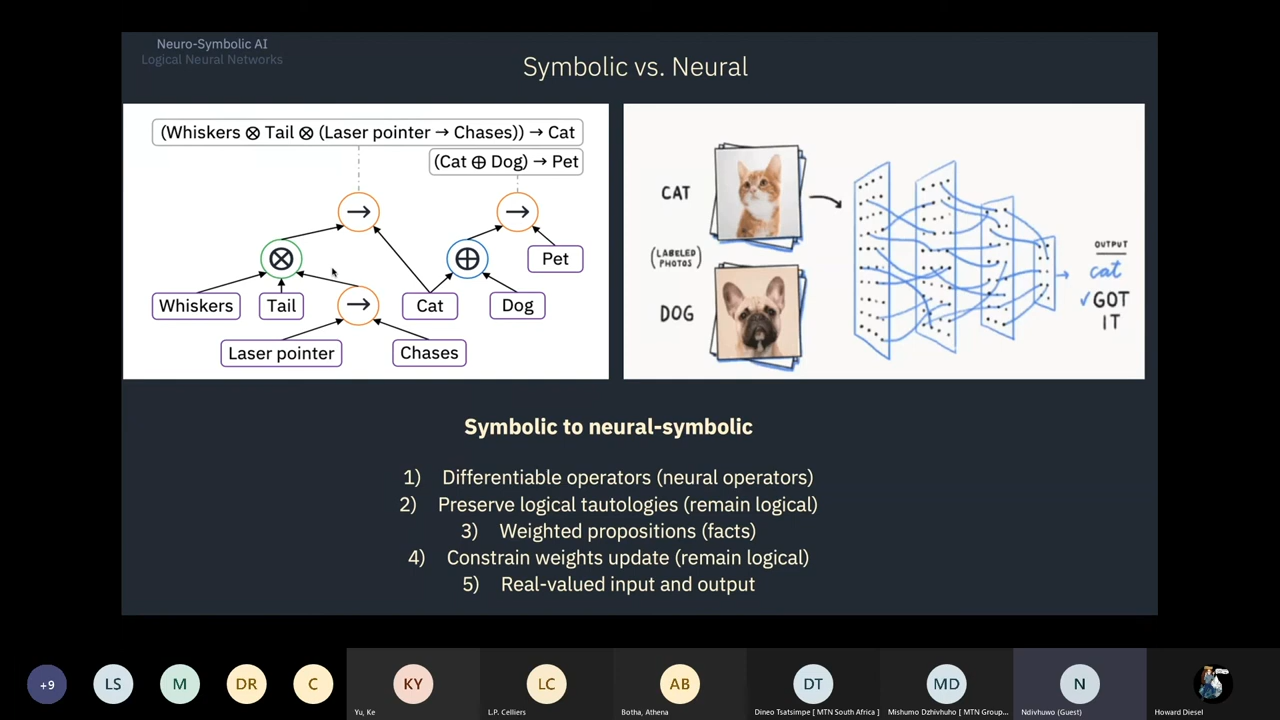 Neuro-Symbolic AI
Logical Neural Networks
Symbolic vs. Neural
(Whiskers ⊗ Tail ⊗ (Laser pointer → Chases)) → Cat
(Cat ⊕ Dog) → Pet
→
→
⊗
⊕
Pet
Whiskers
Tail
→
Cat
Dog
Laser pointer
Chases
CAT
(LABELED
PHOTOS)
DOG
OUTPUT
cat
✓GOT
IT
Symbolic to neural-symbolic
1) Differentiable operators (neural operators)
2) Preserve logical tautologies (remain logical)
3) Weighted propositions (facts)
4) Constrain weights update (remain logical)
5) Real-valued input and output
+9
LS
M
DR
C
KY
LC
AB
DT
MD
N
Yu, Ke
L.P. Celliers
Botha, Athena
Dineo Tsatsimpe [ MTN South Africa ]
Mishumo Dzhivhuho [ MTN Group...
Ndivhuwo (Guest)
Howard Diesel